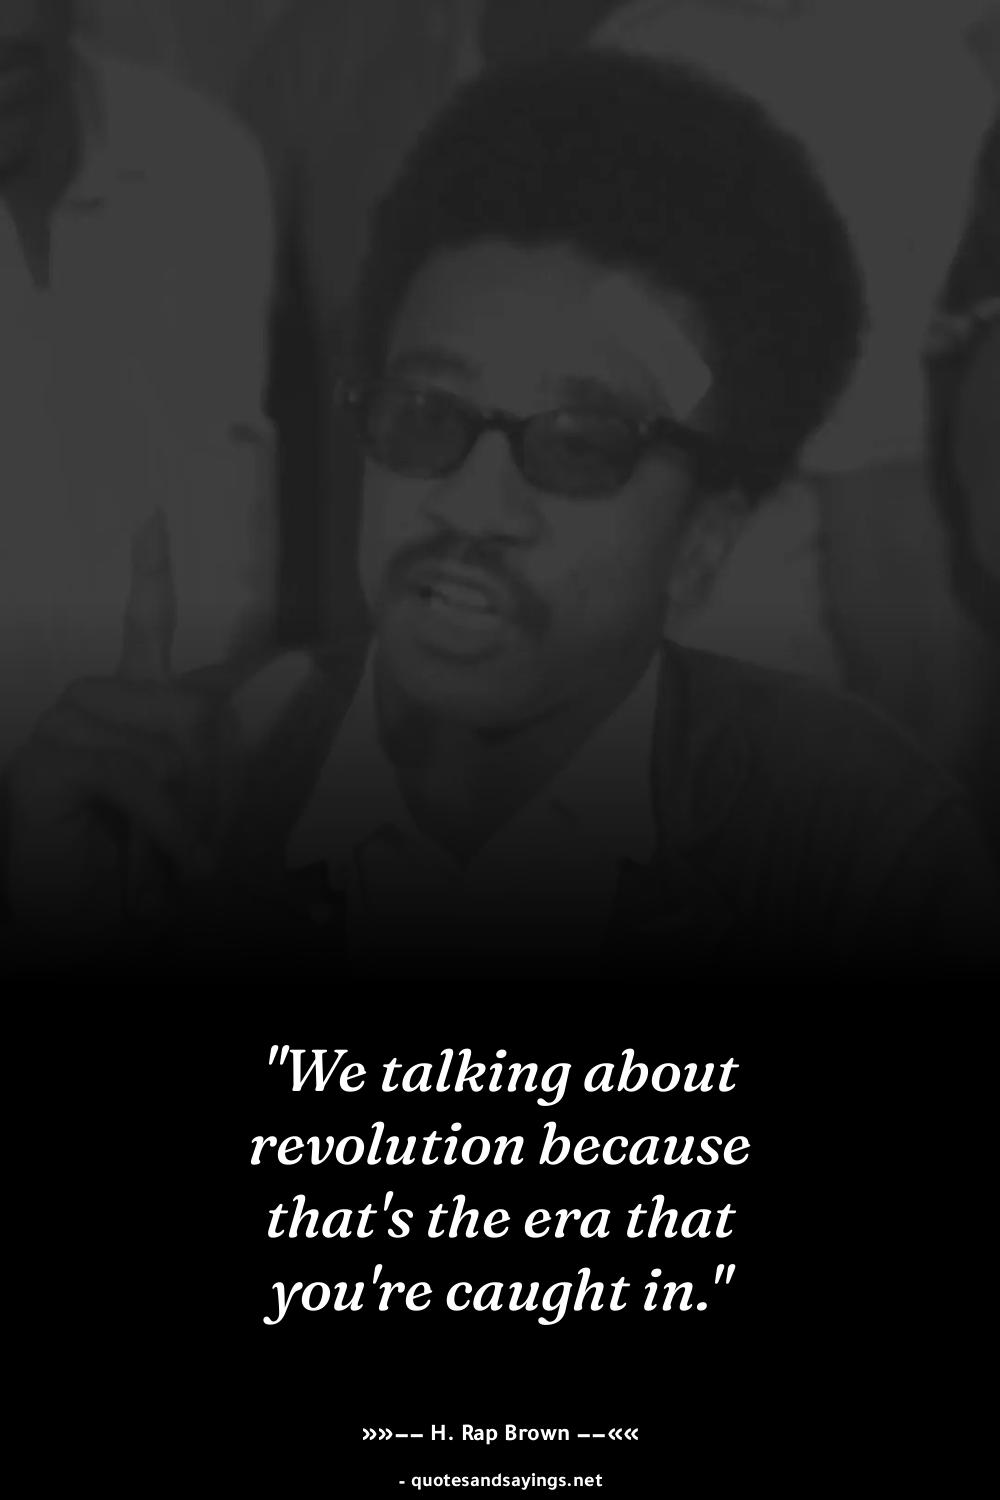 "We talking about
revolution because
that's the era that
you're caught in."
»»−− H. Rap Brown −−««
- quotesandsayings.net